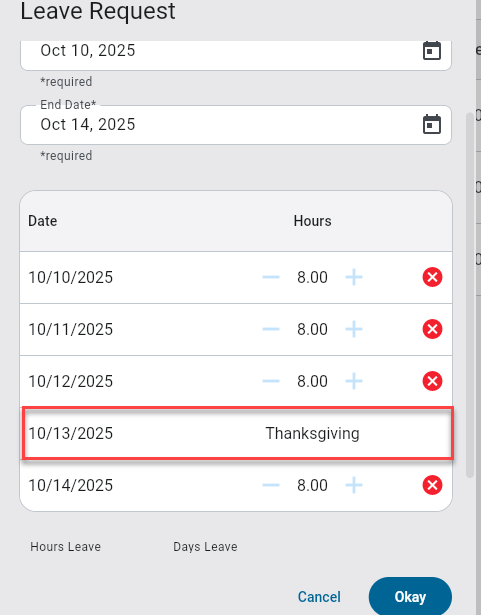 Leave Request
Oct 10, 2025
*required
End Date*
Oct 14, 2025
*required
Date Hours
10/10/2025 8.00
10/11/2025 8.00
10/12/2025 8.00
10/13/2025 Thanksgiving
10/14/2025 8.00
Hours Leave Days Leave
Cancel Okay